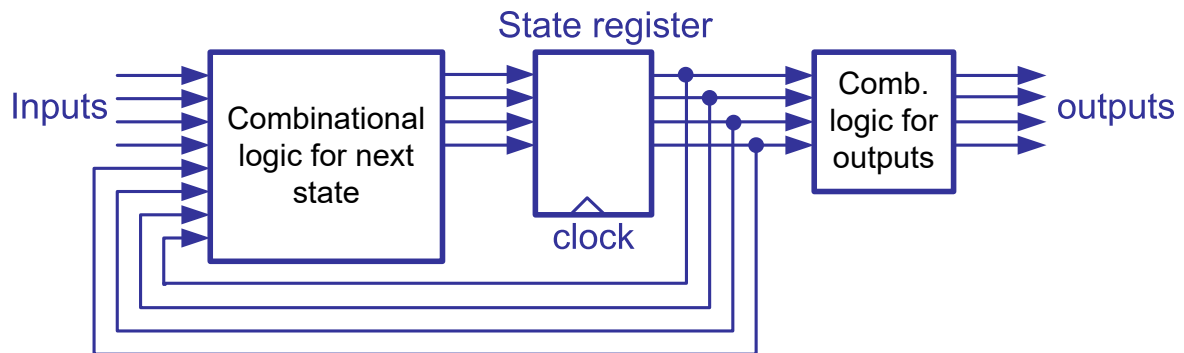 State register
Inputs
Combinational
logic for next
state
clock
Comb.
logic for
outputs
outputs